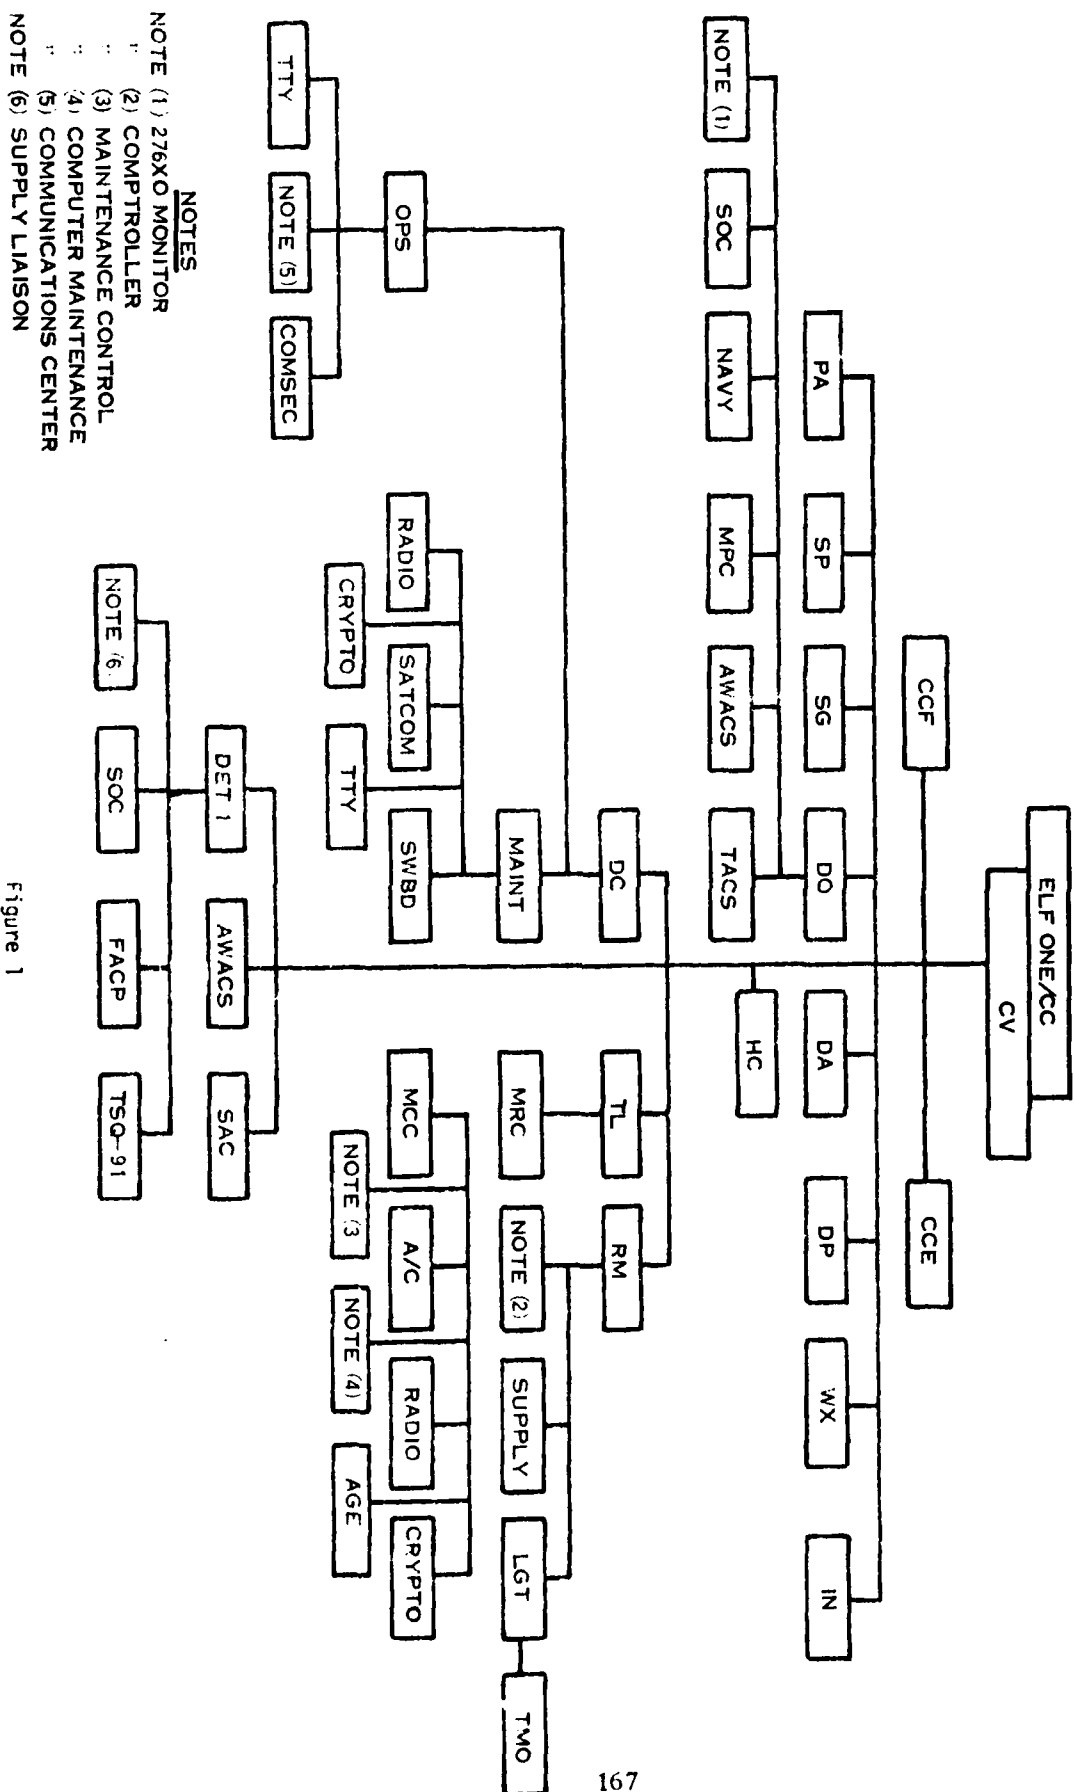 ELF ONE/CC
CV
CCF
CCE
PA
SP
SG
DO
DA
DP
WX
IN
NOTE (1)
SOC
NAVY
MPC
AWACS
TACS
HC
DC
TL
RM
OPS
MAINT
MRC
NOTE (2)
SUPPLY
LGT
TMO
TTY
NOTE (5)
COMSEC
RADIO
CRYPTO
SATCOM
TTY
SWBD
MCC
NOTE (3
A/C
NOTE (4)
RADIO
AGE
CRYPTO
DET 1
AWACS
SAC
NOTE (6.
SOC
FACP
TSQ-91
NOTES
NOTE (1) 276XO MONITOR
" (2) COMPTROLLER
" (3) MAINTENANCE CONTROL
" (4) COMPUTER MAINTENANCE
" (5) COMMUNICATIONS CENTER
NOTE (6) SUPPLY LIAISON
Figure 1
167